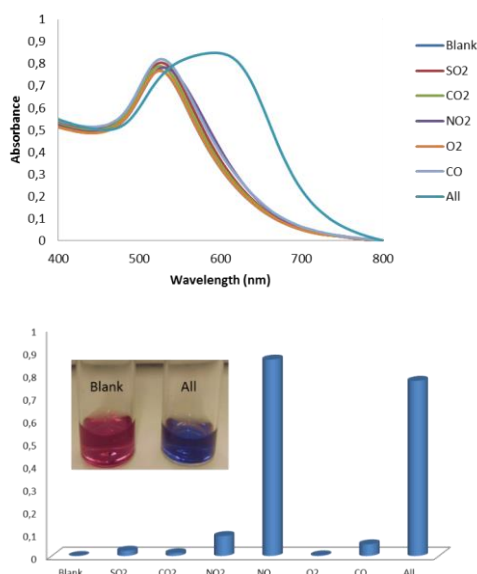 1
0,9
0,8
0,7
0,6
0,5
0,4
0,3
0,2
0,1
0
Absorbance
400 500 600 700 800
Wavelength (nm)
Blank
SO2
CO2
NO2
O2
CO
All
1
0,9
0,8
0,7
0,6
0,5
0,4
0,3
0,2
0,1
0
Blank All
Blank SO2 CO2 NO2 NO O2 CO All